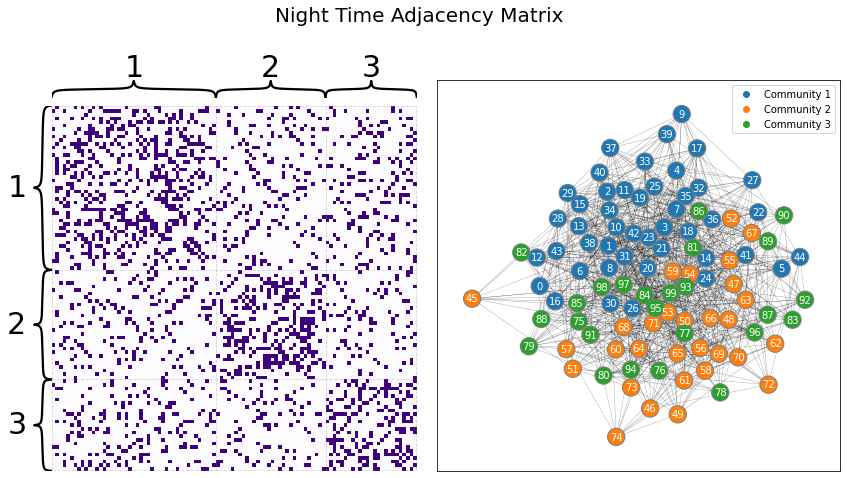 Night Time Adjacency Matrix
1 2 3
1
2
3
Community 1
Community 2
Community 3
9
39
37 17
33
40 4 27
29 2 11 25 32
15 19 35
28 34 7 86 36 52 22 90
13 10 3 18 67
38 42 23 89
82 12 43 1 31 21 81 14 55 41 44
6 8 20 59 54 24 5
0 98 97 93 47
45 16 85 30 26 84 99 63 92
88 75 53 95 50 66 48 87 83
91 68 71 77 96
79 57 60 64 65 56 69 70 62
51 80 94 76 58 72
73 61 78
46 49
74